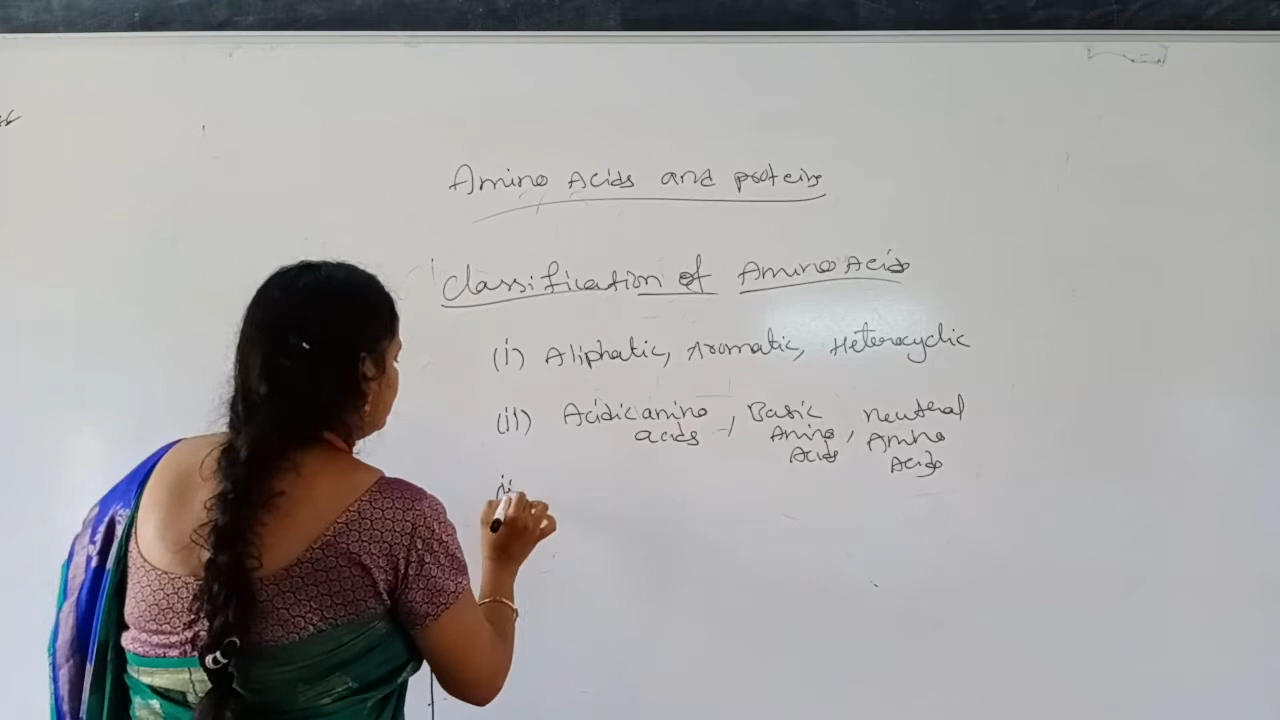 Amino Acids and proteins
Classification of Amino Acids
(i) Aliphatic, Aromatic, Heterocyclic
(ii) Acidic amino acids, Basic Amino Acids, neutral Amino Acids
ii